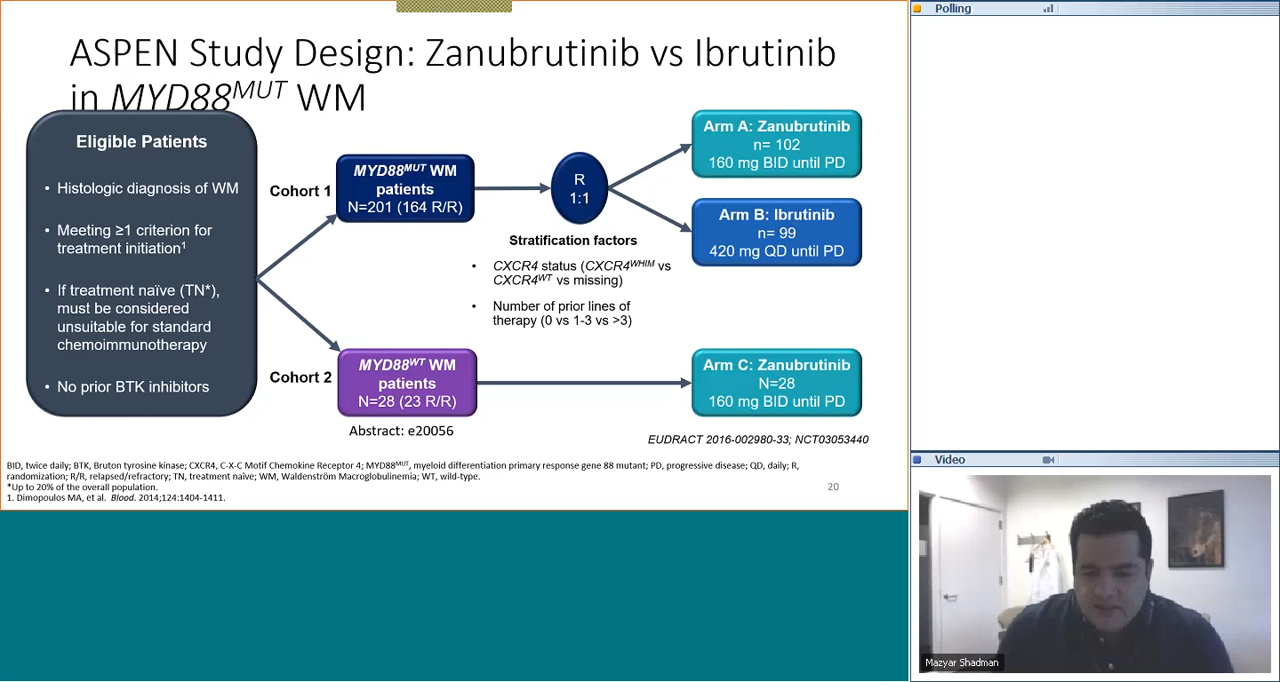 ASPEN Study Design: Zanubrutinib vs Ibrutinib
in MYD88MUT WM
Eligible Patients
• Histologic diagnosis of WM
• Meeting ≥1 criterion for
treatment initiation1
• If treatment naïve (TN*),
must be considered
unsuitable for standard
chemoimmunotherapy
• No prior BTK inhibitors
Cohort 1
MYD88MUT WM
patients
N=201 (164 R/R)
R
1:1
Stratification factors
• CXCR4 status (CXCR4WHIM vs
CXCR4WT vs missing)
• Number of prior lines of
therapy (0 vs 1-3 vs >3)
Arm A: Zanubrutinib
n= 102
160 mg BID until PD
Arm B: Ibrutinib
n= 99
420 mg QD until PD
Cohort 2
MYD88WT WM
patients
N=28 (23 R/R)
Abstract: e20056
Arm C: Zanubrutinib
N=28
160 mg BID until PD
EUDRACT 2016-002980-33; NCT03053440
BID, twice daily; BTK, Bruton tyrosine kinase; CXCR4, C-X-C Motif Chemokine Receptor 4; MYD88MUT, myeloid differentiation primary response gene 88 mutant; PD, progressive disease; QD, daily; R,
randomization; R/R, relapsed/refractory; TN, treatment naïve; WM, Waldenström Macroglobulinemia; WT, wild-type.
*Up to 20% of the overall population.
1. Dimopoulos MA, et al. Blood. 2014;124:1404-1411.
20
Polling
Video
Mazyar Shadman